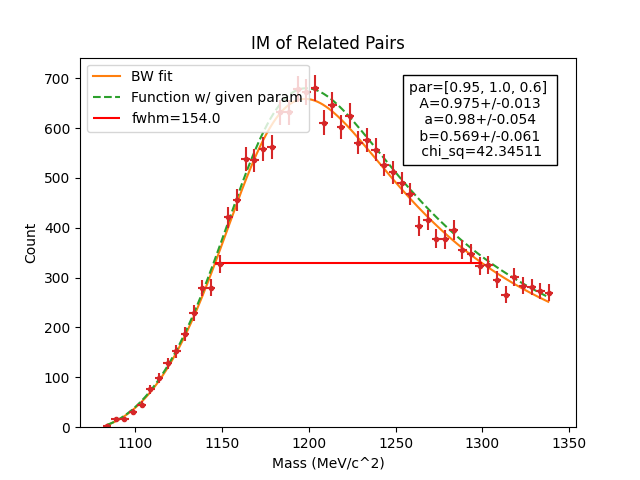 IM of Related Pairs
BW fit
Function w/ given param
fwhm=154.0
par=[0.95, 1.0, 0.6]
A=0.975+/-0.013
a=0.98+/-0.054
b=0.569+/-0.061
chi_sq=42.34511
Count
700
600
500
400
300
200
100
0
1100 1150 1200 1250 1300 1350
Mass (MeV/c^2)